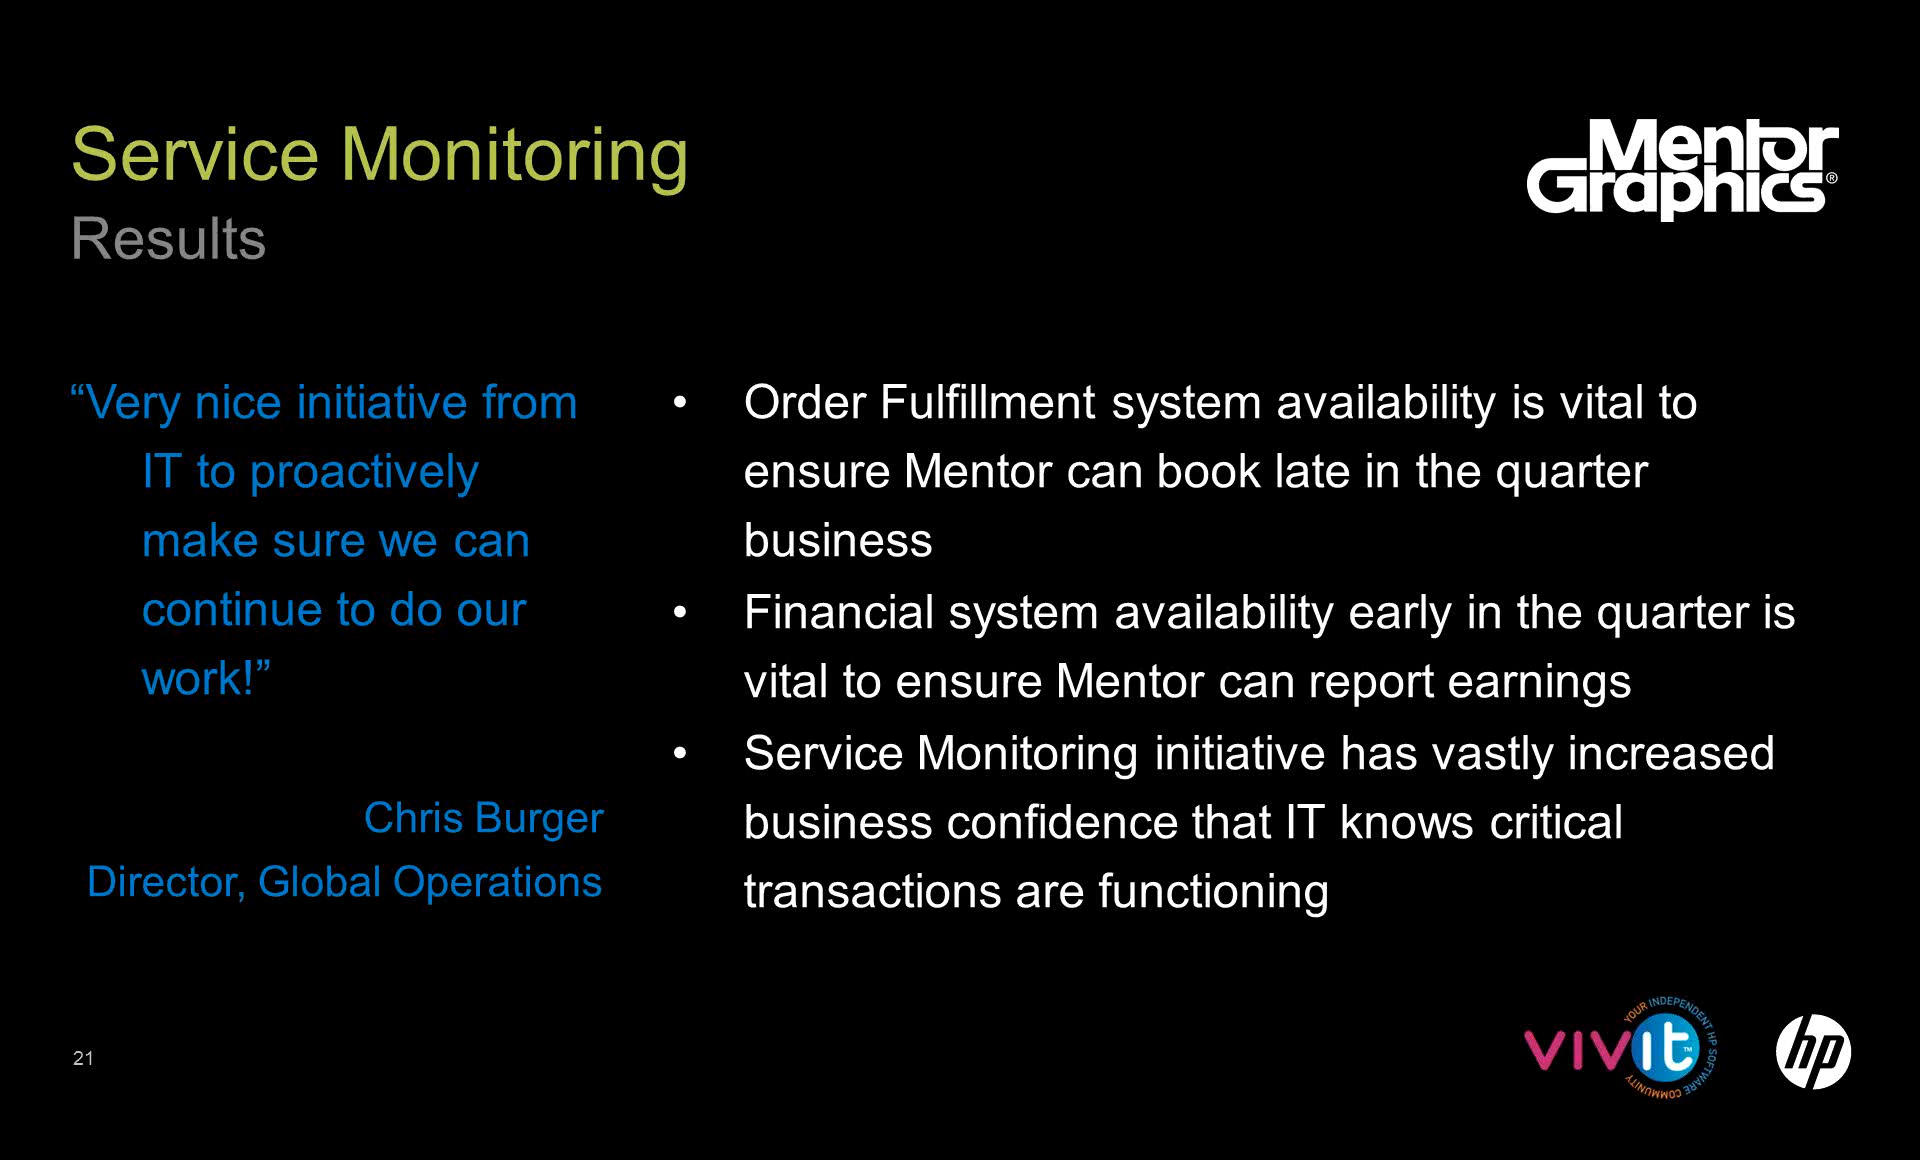 Service Monitoring
Results
Mentor
Graphics®
“Very nice initiative from
IT to proactively
make sure we can
continue to do our
work!”
Chris Burger
Director, Global Operations
• Order Fulfillment system availability is vital to
ensure Mentor can book late in the quarter
business
• Financial system availability early in the quarter is
vital to ensure Mentor can report earnings
• Service Monitoring initiative has vastly increased
business confidence that IT knows critical
transactions are functioning
21
vivit™
YOUR INDEPENDENT HP SOFTWARE COMMUNITY
hp